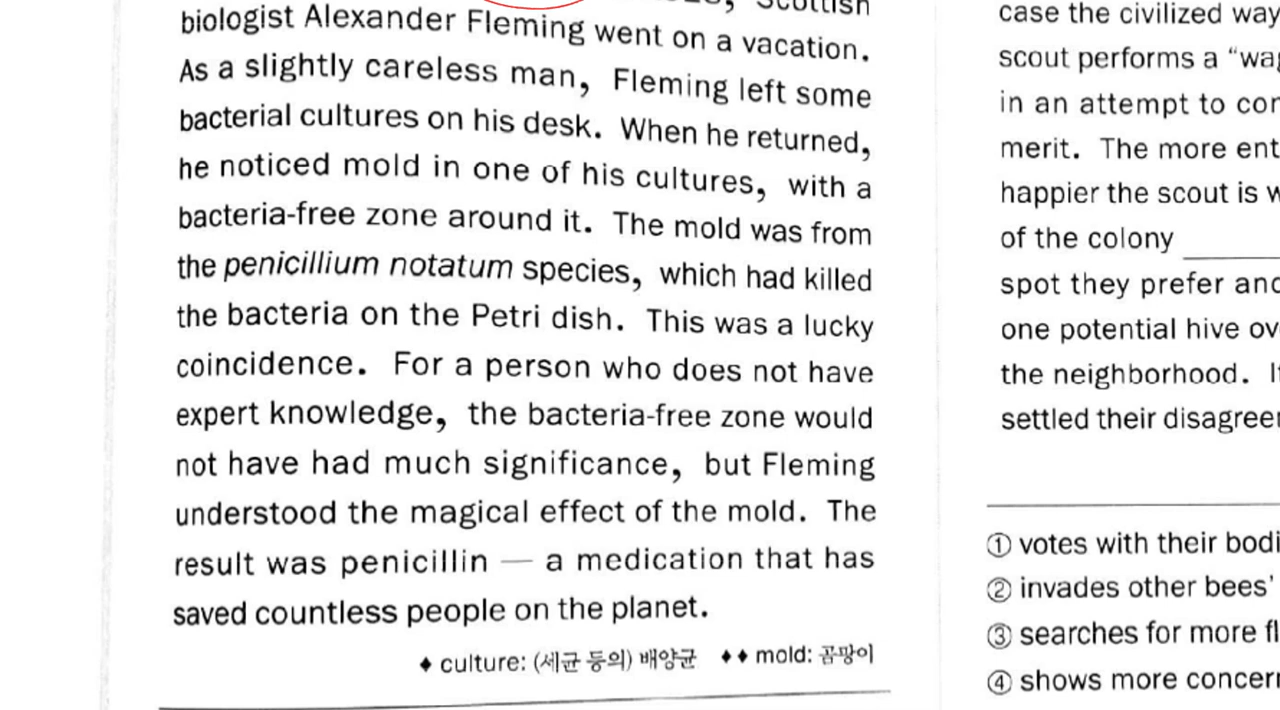 Scottish
biologist Alexander Fleming went on a vacation.
As a slightly careless man, Fleming left some
bacterial cultures on his desk. When he returned,
he noticed mold in one of his cultures, with a
bacteria-free zone around it. The mold was from
the penicillium notatum species, which had killed
the bacteria on the Petri dish. This was a lucky
coincidence. For a person who does not have
expert knowledge, the bacteria-free zone would
not have had much significance, but Fleming
understood the magical effect of the mold. The
result was penicillin — a medication that has
saved countless people on the planet.
♦ culture: (세균 등의) 배양균 ♦♦ mold: 곰팡이
case the civilized way
scout performs a
in an attempt to
merit. The more
happier the scout is
of the colony
spot they prefer
one potential hive
the neighborhood.
settled their
① votes with their
② invades other bees'
③ searches for more
④ shows more